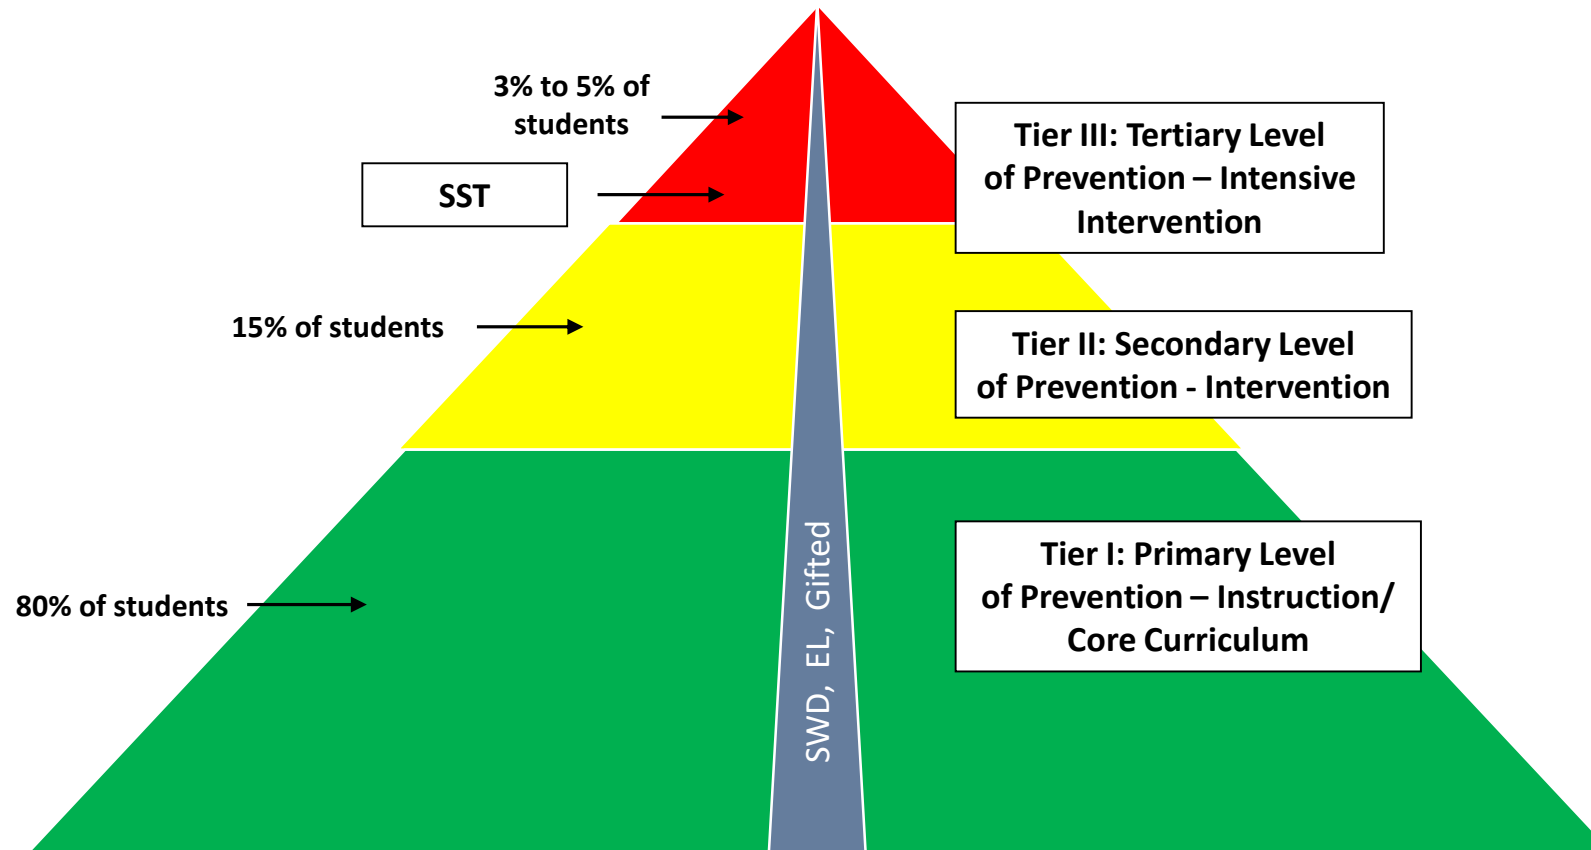 3% to 5% of
students
SST
15% of students
80% of students
Tier III: Tertiary Level
of Prevention – Intensive
Intervention
Tier II: Secondary Level
of Prevention - Intervention
Tier I: Primary Level
of Prevention – Instruction/
Core Curriculum
SWD, EL, Gifted